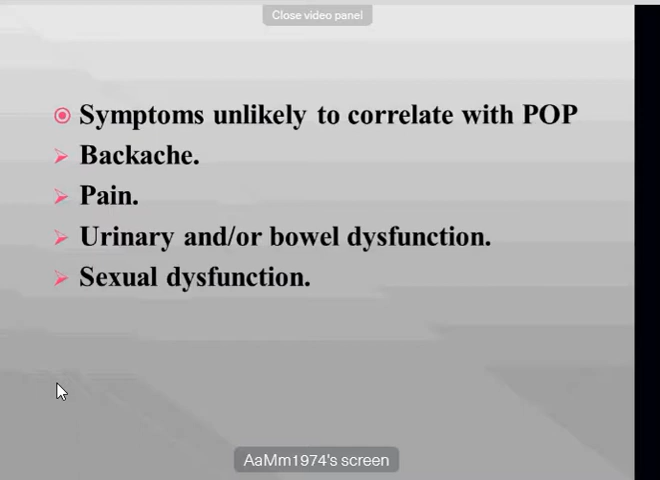 Close video panel
Symptoms unlikely to correlate with POP
Backache.
Pain.
Urinary and/or bowel dysfunction.
Sexual dysfunction.
AaMm1974's screen